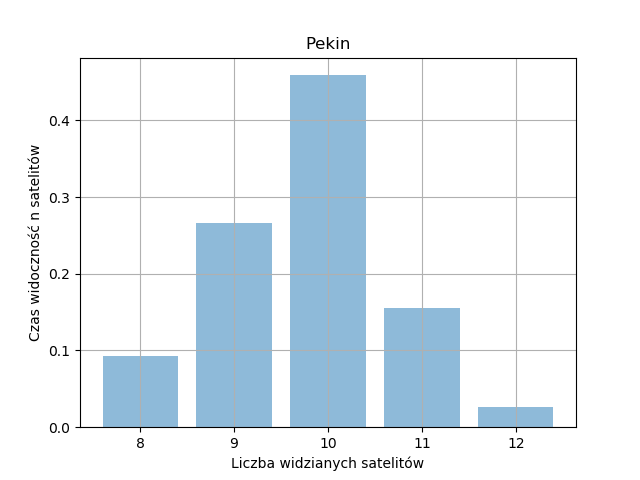 Pekin
Czas widoczność n satelitów
0.4
0.3
0.2
0.1
0.0
8 9 10 11 12
Liczba widzianych satelitów